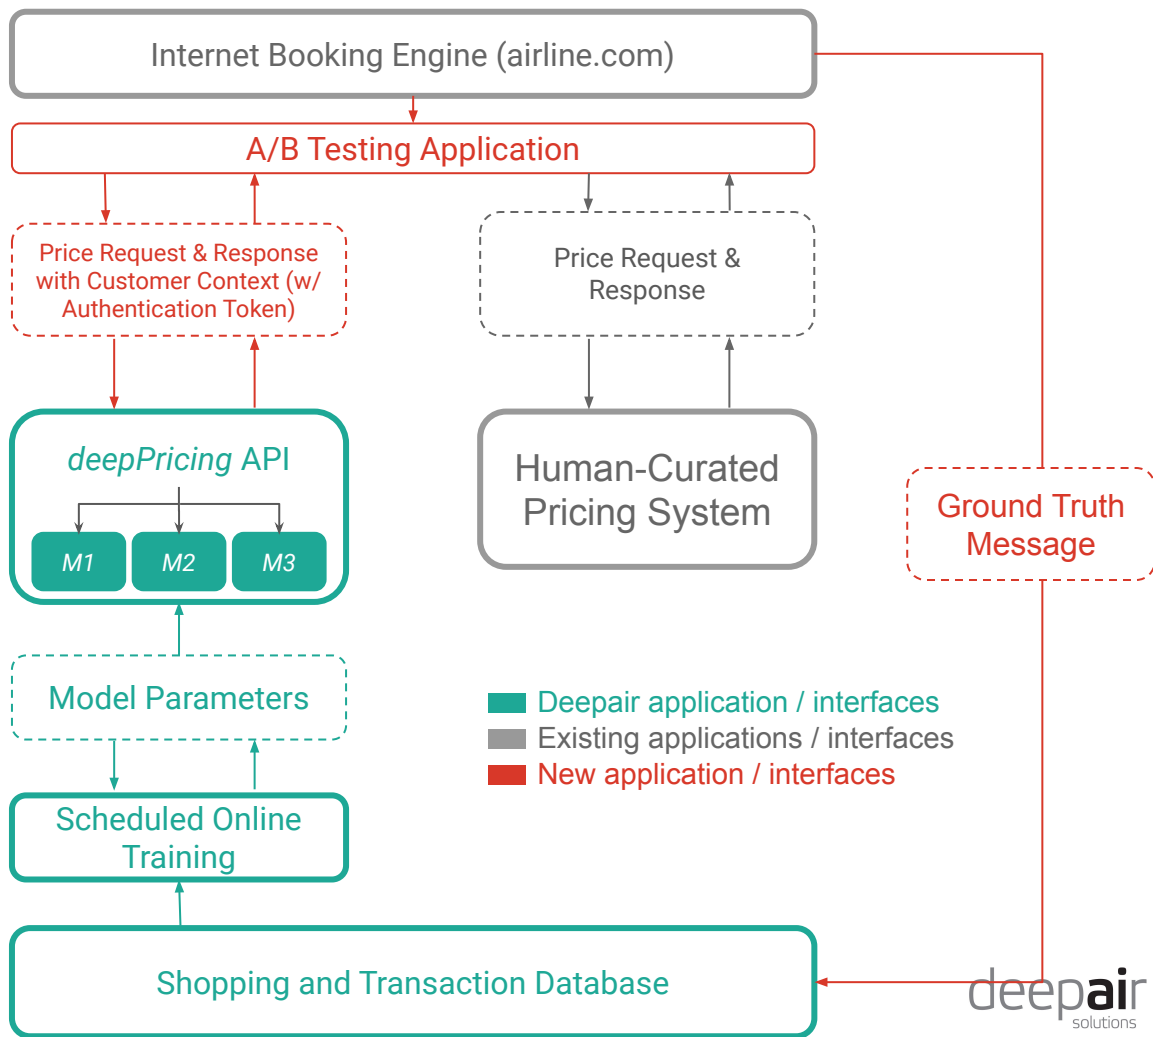 Internet Booking Engine (airline.com)
A/B Testing Application
Price Request & Response
with Customer Context (w/
Authentication Token)
Price Request &
Response
deepPricing API
M1 M2 M3
Human-Curated
Pricing System
Ground Truth
Message
Model Parameters
Deepair application / interfaces
Existing applications / interfaces
New application / interfaces
Scheduled Online
Training
Shopping and Transaction Database
deepair
solutions